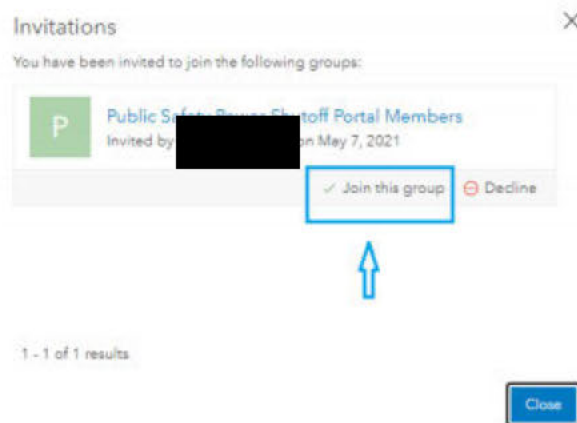 Invitations
You have been invited to join the following groups:
P
Public Safety Power Shutoff Portal Members
Invited by on May 7, 2021
Join this group Decline
1 - 1 of 1 results
Close